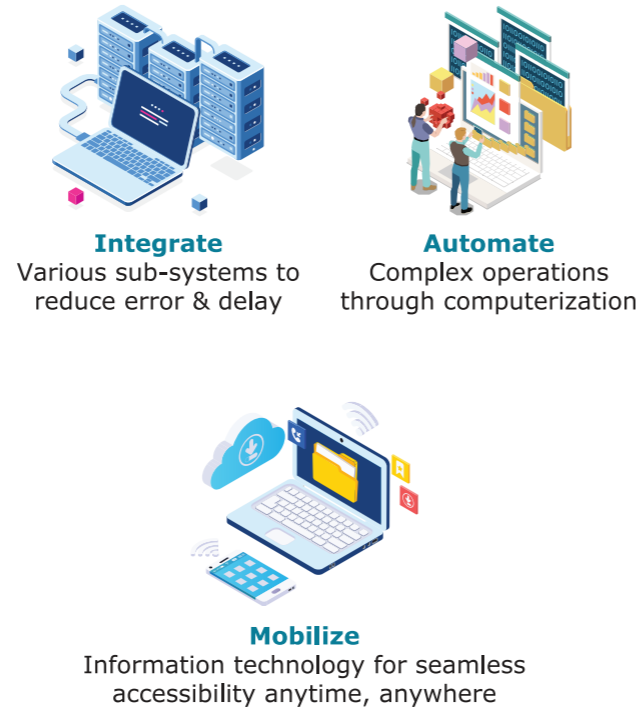 Integrate
Various sub-systems to
reduce error & delay
Automate
Complex operations
through computerization
Mobilize
Information technology for seamless
accessibility anytime, anywhere